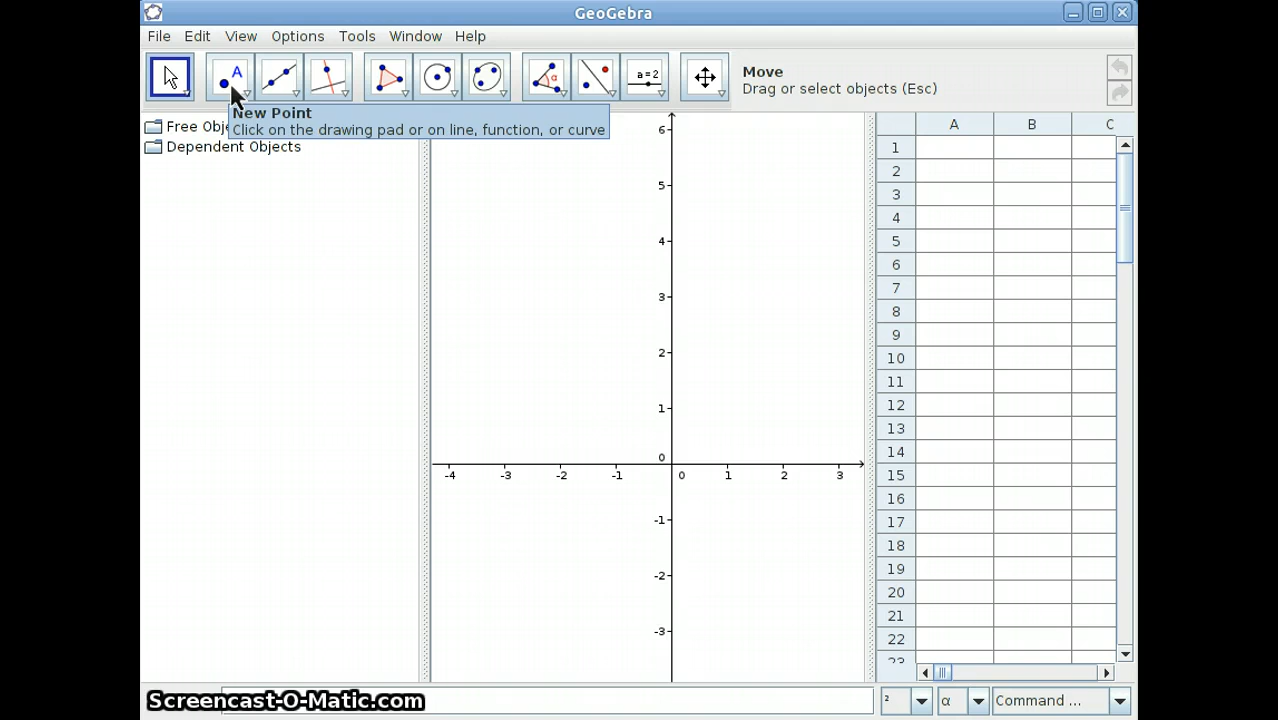 GeoGebra
File Edit View Options Tools Window Help
A
α
a=2
Move
Drag or select objects (Esc)
New Point
Click on the drawing pad or on line, function, or curve
Free Obj
Dependent Objects
6
5
4
3
2
1
0
-4 -3 -2 -1 0 1 2 3
-1
-2
-3
A B C
1
2
3
4
5
6
7
8
9
10
11
12
13
14
15
16
17
18
19
20
21
22
23
Screencast-O-Matic.com
² α Command ...